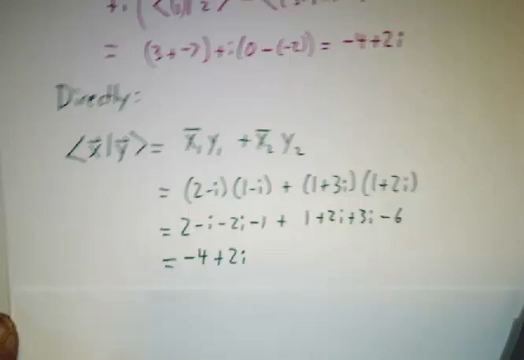 = (3+-7)+i(0-(-2)) = -4+2i
Directly:
⟨x⃗|y⃗⟩ = x̄₁y₁ + x̄₂y₂
= (2-i)(1-i) + (1+3i)(1+2i)
= 2-i-2i-1 + 1+2i+3i-6
= -4+2i